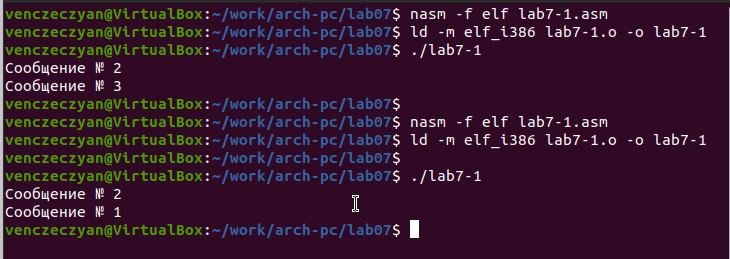 venczeczyan@VirtualBox:~/work/arch-pc/lab07$ nasm -f elf lab7-1.asm
venczeczyan@VirtualBox:~/work/arch-pc/lab07$ ld -m elf_i386 lab7-1.o -o lab7-1
venczeczyan@VirtualBox:~/work/arch-pc/lab07$ ./lab7-1
Сообщение № 2
Сообщение № 3
venczeczyan@VirtualBox:~/work/arch-pc/lab07$
venczeczyan@VirtualBox:~/work/arch-pc/lab07$ nasm -f elf lab7-1.asm
venczeczyan@VirtualBox:~/work/arch-pc/lab07$ ld -m elf_i386 lab7-1.o -o lab7-1
venczeczyan@VirtualBox:~/work/arch-pc/lab07$
venczeczyan@VirtualBox:~/work/arch-pc/lab07$ ./lab7-1
Сообщение № 2
Сообщение № 1
venczeczyan@VirtualBox:~/work/arch-pc/lab07$